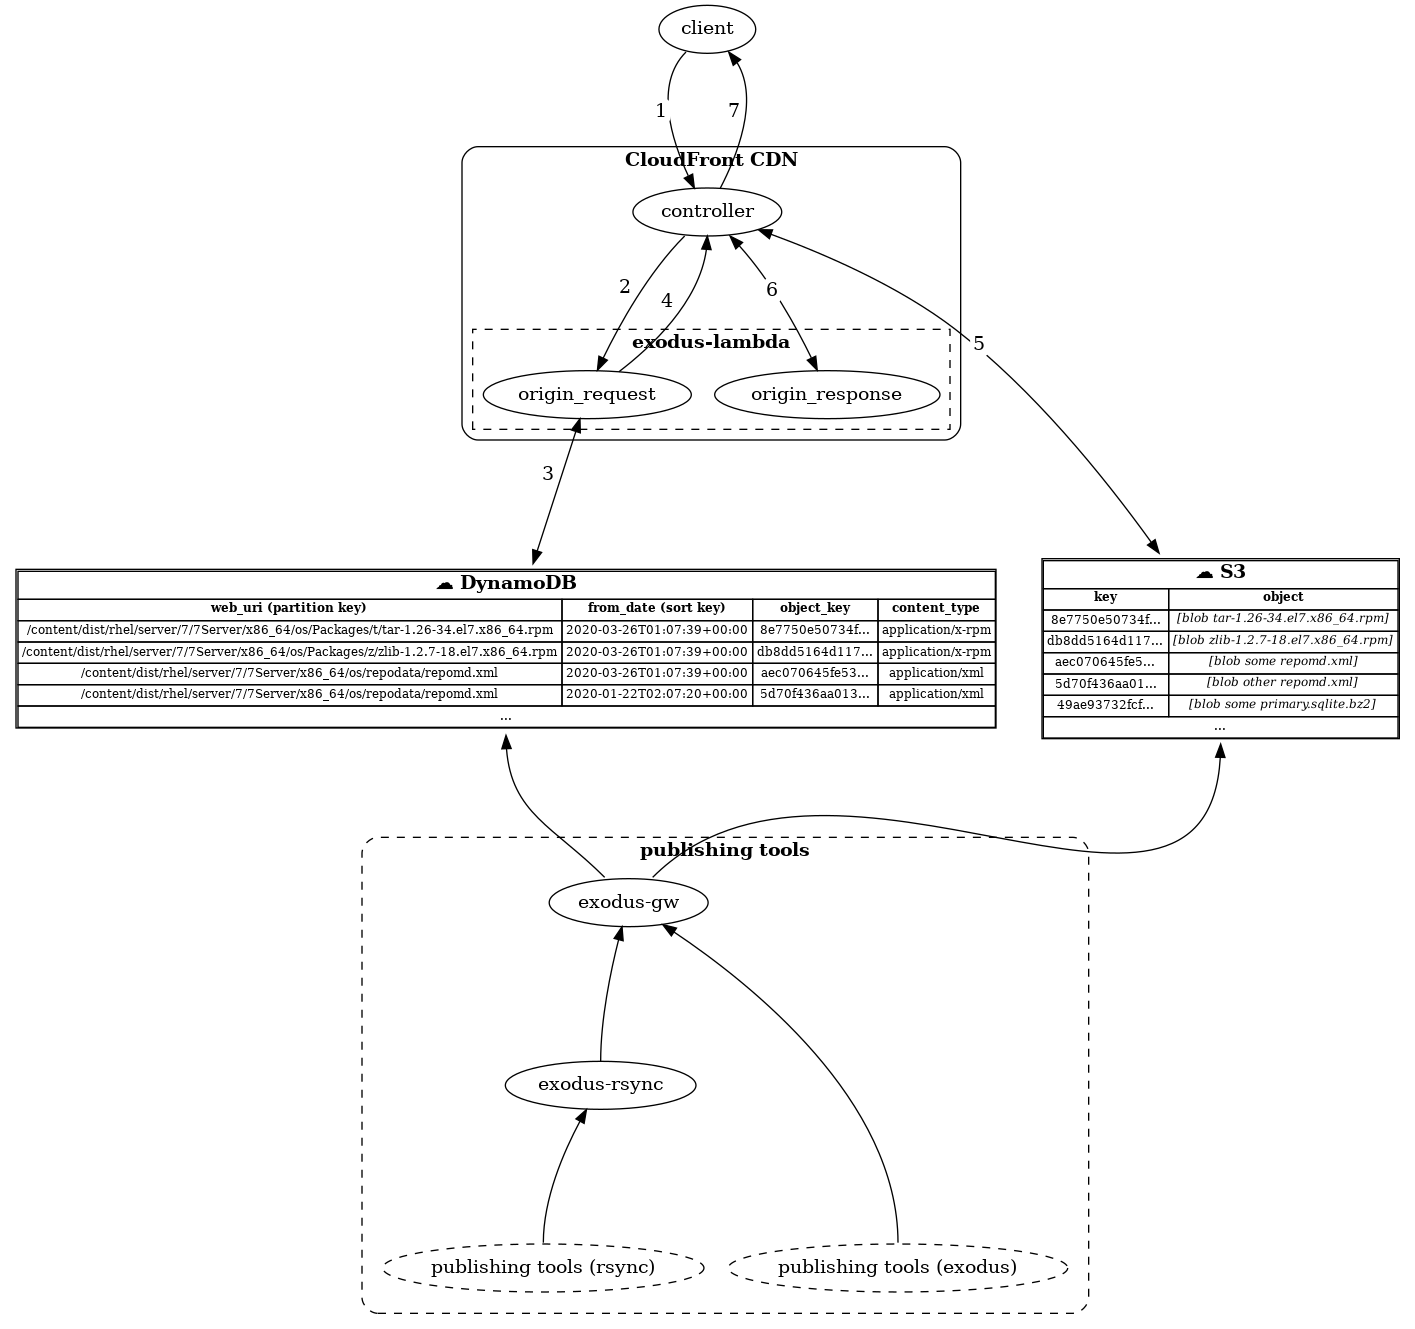 client
1
7
CloudFront CDN
controller
2
4
6
5
exodus-lambda
origin_request
origin_response
3
☁ DynamoDB
web_uri (partition key) from_date (sort key) object_key content_type
/content/dist/rhel/server/7/7Server/x86_64/os/Packages/t/tar-1.26-34.el7.x86_64.rpm 2020-03-26T01:07:39+00:00 8e7750e50734f... application/x-rpm
/content/dist/rhel/server/7/7Server/x86_64/os/Packages/z/zlib-1.2.7-18.el7.x86_64.rpm 2020-03-26T01:07:39+00:00 db8dd5164d117... application/x-rpm
/content/dist/rhel/server/7/7Server/x86_64/os/repodata/repomd.xml 2020-03-26T01:07:39+00:00 aec070645fe53... application/xml
/content/dist/rhel/server/7/7Server/x86_64/os/repodata/repomd.xml 2020-01-22T02:07:20+00:00 5d70f436aa013... application/xml
...
☁ S3
key object
8e7750e50734f... [blob tar-1.26-34.el7.x86_64.rpm]
db8dd5164d117... [blob zlib-1.2.7-18.el7.x86_64.rpm]
aec070645fe5... [blob some repomd.xml]
5d70f436aa01... [blob other repomd.xml]
49ae93732fcf... [blob some primary.sqlite.bz2]
...
publishing tools
exodus-gw
exodus-rsync
publishing tools (rsync)
publishing tools (exodus)